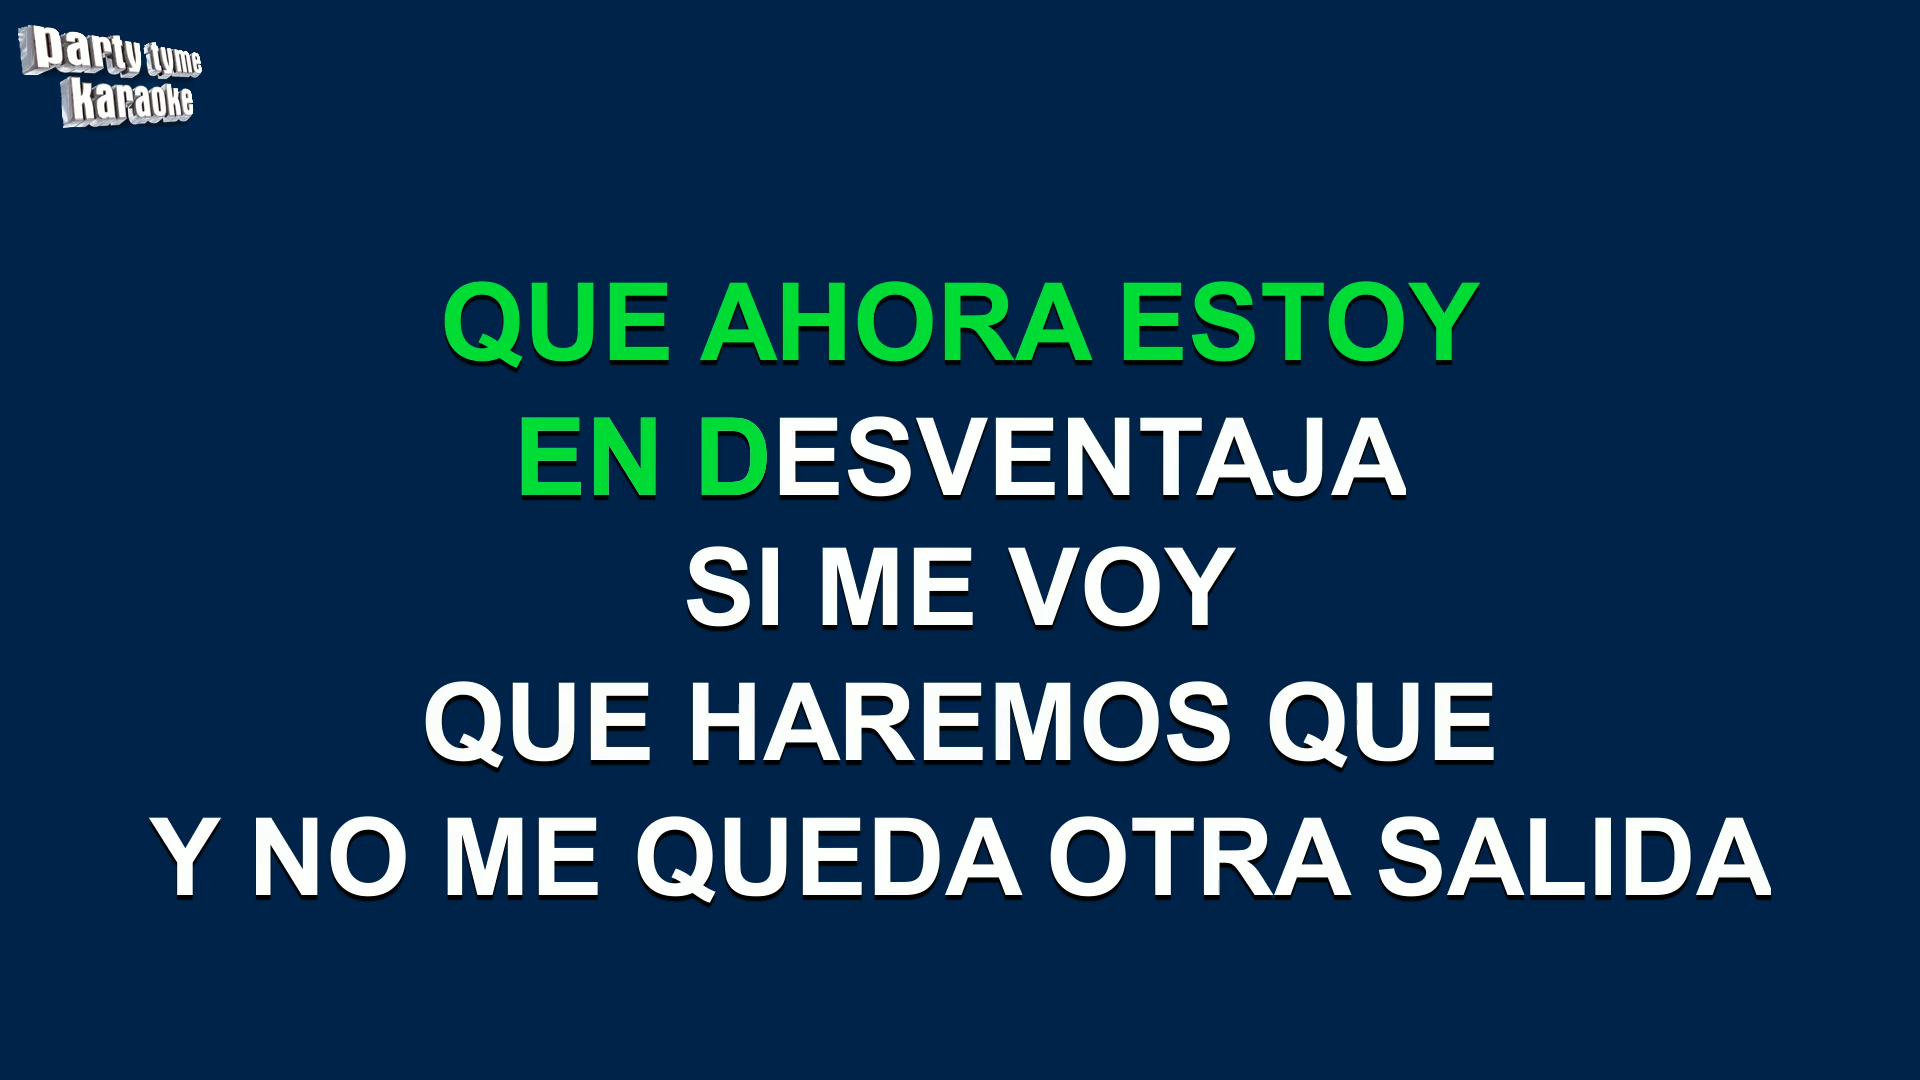 party tyme
karaoke
QUE AHORA ESTOY
EN DESVENTAJA
SI ME VOY
QUE HAREMOS QUE
Y NO ME QUEDA OTRA SALIDA